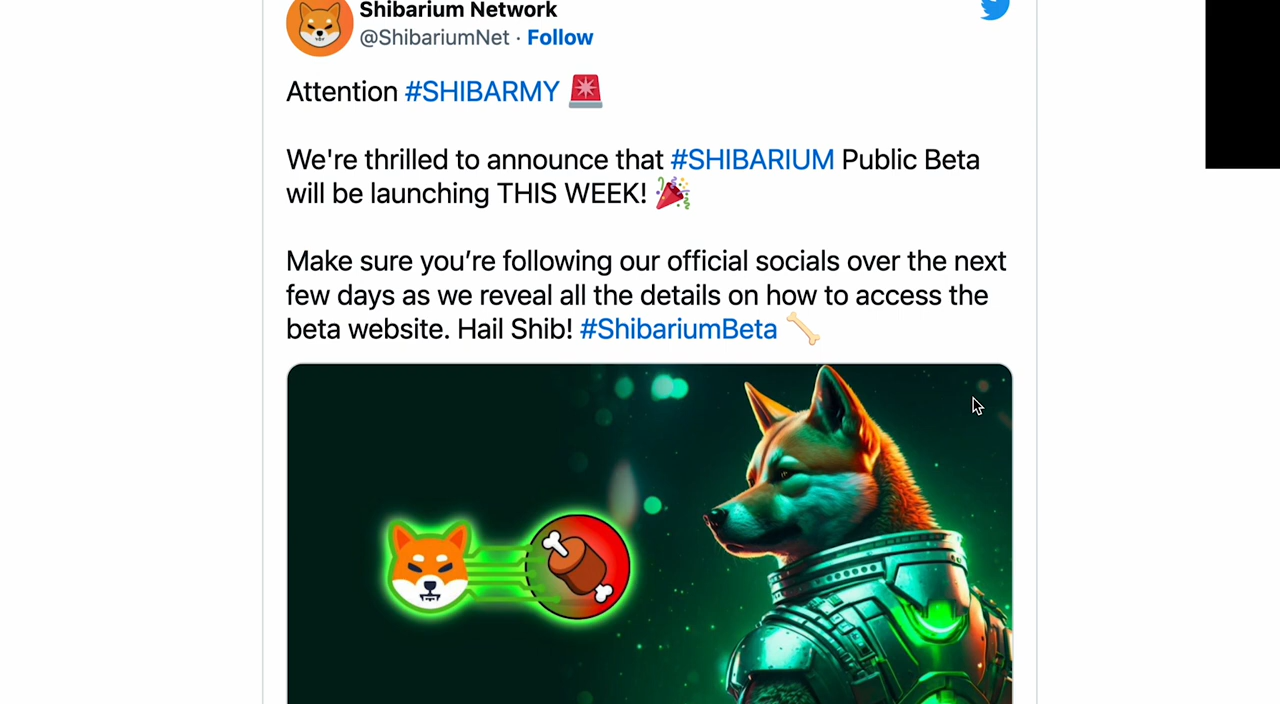 Shibarium Network
@ShibariumNet · Follow
Attention #SHIBARMY 🚨
We're thrilled to announce that #SHIBARIUM Public Beta
will be launching THIS WEEK! 🎉
Make sure you’re following our official socials over the next
few days as we reveal all the details on how to access the
beta website. Hail Shib! #ShibariumBeta 🦴